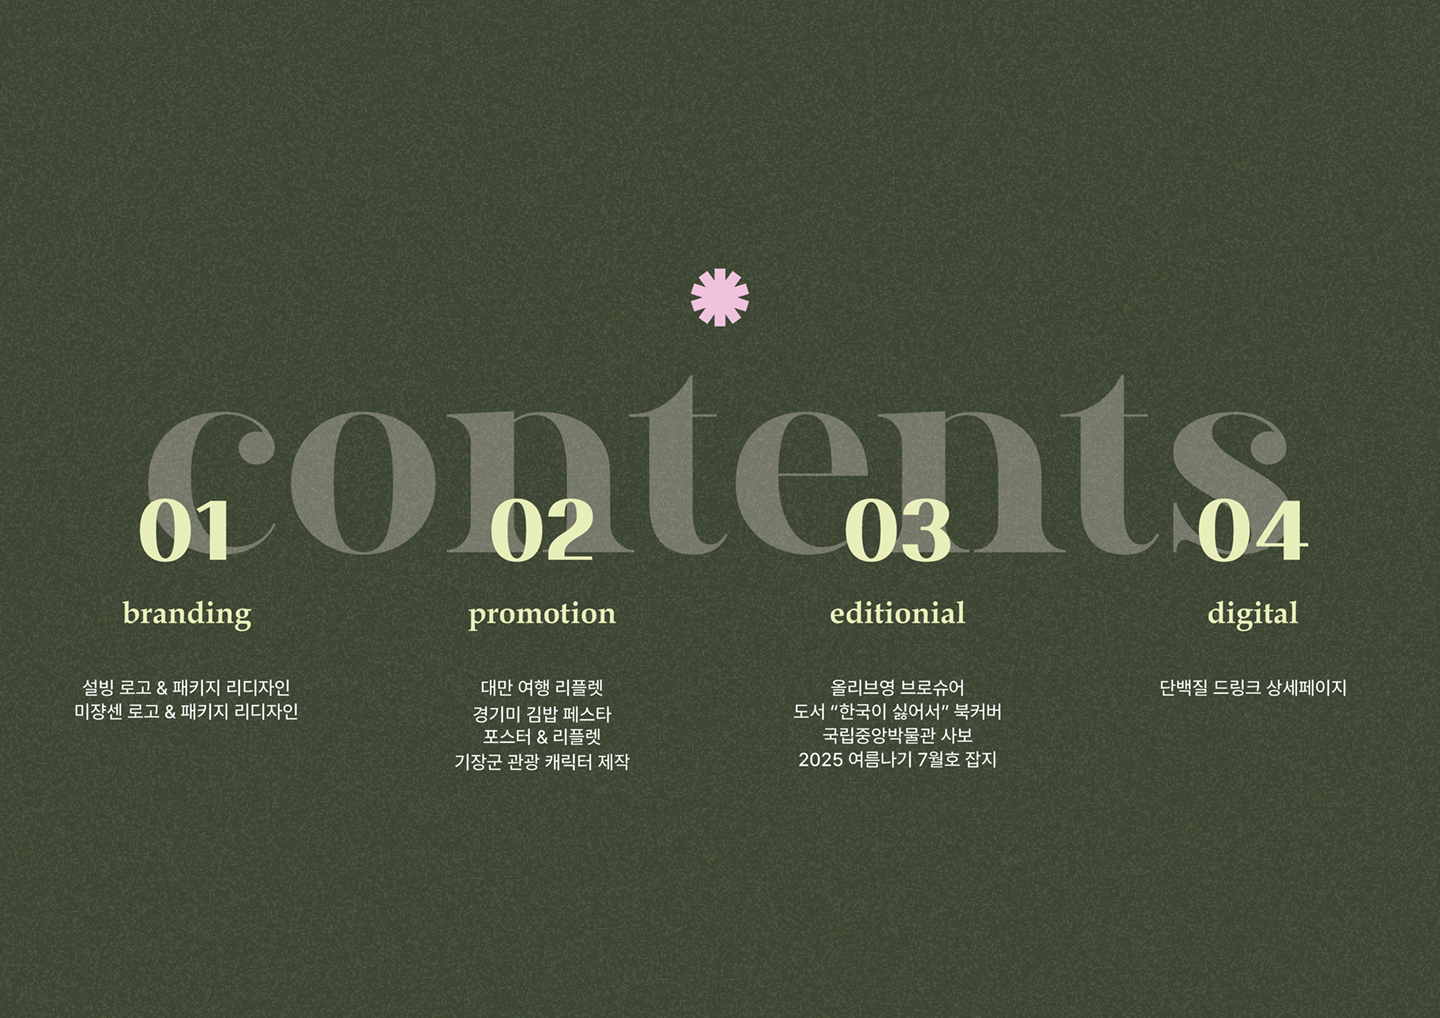 contents
01
branding
설빙 로고 & 패키지 리디자인
미쟝센 로고 & 패키지 리디자인
02
promotion
대만 여행 리플렛
경기미 김밥 페스타
포스터 & 리플렛
기장군 관광 캐릭터 제작
03
editionial
올리브영 브로슈어
도서 “한국이 싫어서” 북커버
국립중앙박물관 사보
2025 여름나기 7월호 잡지
04
digital
단백질 드링크 상세페이지